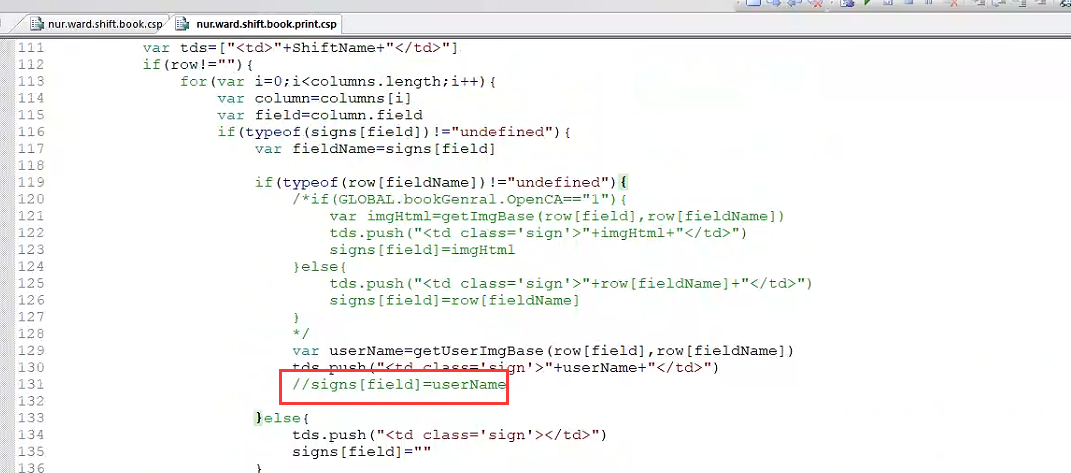 nur.ward.shift.book.csp nur.ward.shift.book.print.csp
111 var tds=["<td>"+ShiftName+"</td>"]
112 if(row!=""){
113 for(var i=0;i<columns.length;i++){
114 var column=columns[i]
115 var field=column.field
116 if(typeof(signs[field])!="undefined"){
117 var fieldName=signs[field]
118
119 if(typeof(row[fieldName])!="undefined"){
120 /*if(GLOBAL.bookGenral.OpenCA=="1"){
121 var imgHtml=getImgBase(row[field],row[fieldName])
122 tds.push("<td class='sign'>"+imgHtml+"</td>")
123 signs[field]=imgHtml
124 }else{
125 tds.push("<td class='sign'>"+row[fieldName]+"</td>")
126 signs[field]=row[fieldName]
127 }
128 */
129 var userName=getUserImgBase(row[field],row[fieldName])
130 tds.push("<td class='sign'>"+userName+"</td>")
131 //signs[field]=userName
132
133 }else{
134 tds.push("<td class='sign'></td>")
135 signs[field]=""
136 }